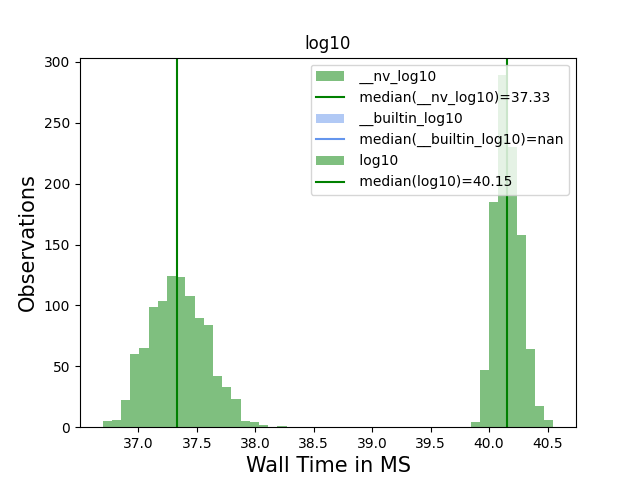 log10
300
250
200
150
100
50
0
Observations
__nv_log10
median(__nv_log10)=37.33
__builtin_log10
median(__builtin_log10)=nan
log10
median(log10)=40.15
37.0 37.5 38.0 38.5 39.0 39.5 40.0 40.5
Wall Time in MS